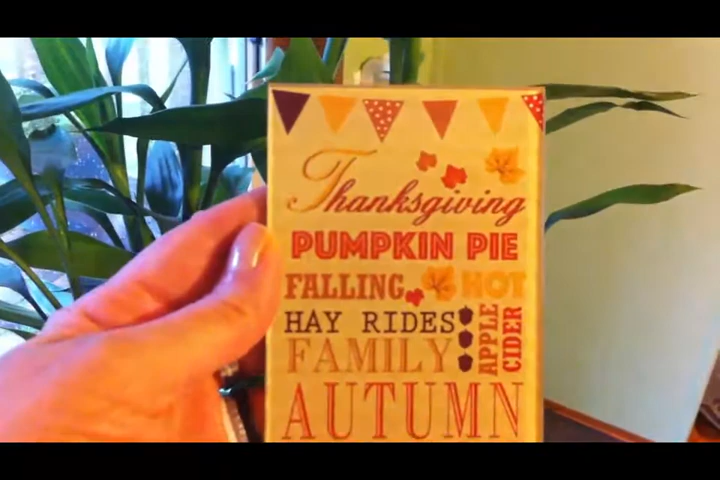 Thanksgiving
PUMPKIN PIE
FALLING HOT
HAY RIDES
APPLE
CIDER
FAMILY
AUTUMN